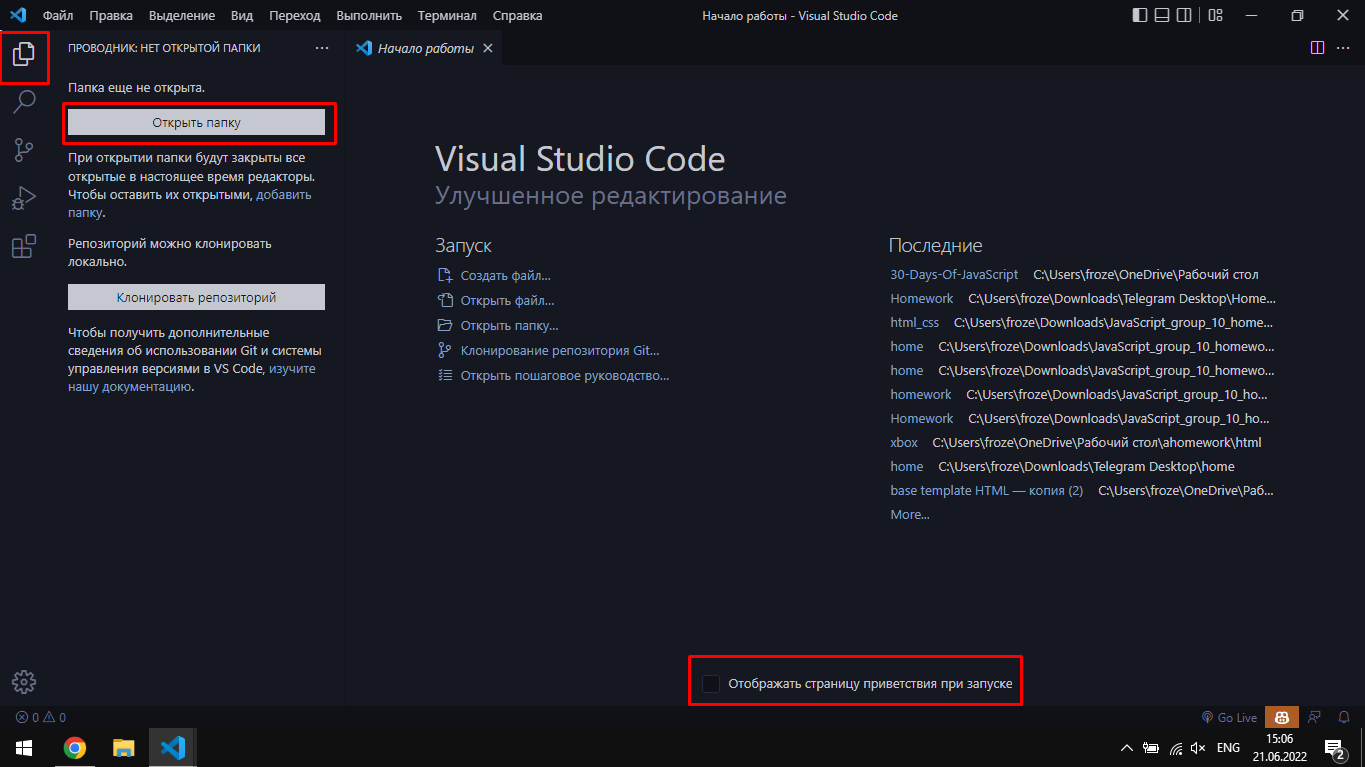 Файл Правка Выделение Вид Переход Выполнить Терминал Справка
Начало работы - Visual Studio Code
ПРОВОДНИК: НЕТ ОТКРЫТОЙ ПАПКИ
Начало работы
Папка еще не открыта.
Открыть папку
При открытии папки будут закрыты все
открытые в настоящее время редакторы.
Чтобы оставить их открытыми, добавить
папку.
Репозиторий можно клонировать
локально.
Клонировать репозиторий
Чтобы получить дополнительные
сведения об использовании Git и системы
управления версиями в VS Code, изучите
нашу документацию.
Visual Studio Code
Улучшенное редактирование
Запуск
Создать файл...
Открыть файл...
Открыть папку...
Клонирование репозитория Git...
Открыть пошаговое руководство...
Последние
30-Days-Of-JavaScript C:\Users\froze\OneDrive\Рабочий стол
Homework C:\Users\froze\Downloads\Telegram Desktop\Home...
html_css C:\Users\froze\Downloads\JavaScript_group_10_home...
home C:\Users\froze\Downloads\JavaScript_group_10_homewo...
home C:\Users\froze\Downloads\JavaScript_group_10_homewo...
homework C:\Users\froze\Downloads\JavaScript_group_10_ho...
Homework C:\Users\froze\Downloads\JavaScript_group_10_ho...
xbox C:\Users\froze\OneDrive\Рабочий стол\ahomework\html
home C:\Users\froze\Downloads\Telegram Desktop\home
base template HTML — копия (2) C:\Users\froze\OneDrive\Раб...
More...
Отображать страницу приветствия при запуске
0 0
Go Live
ENG
15:06
21.06.2022
2